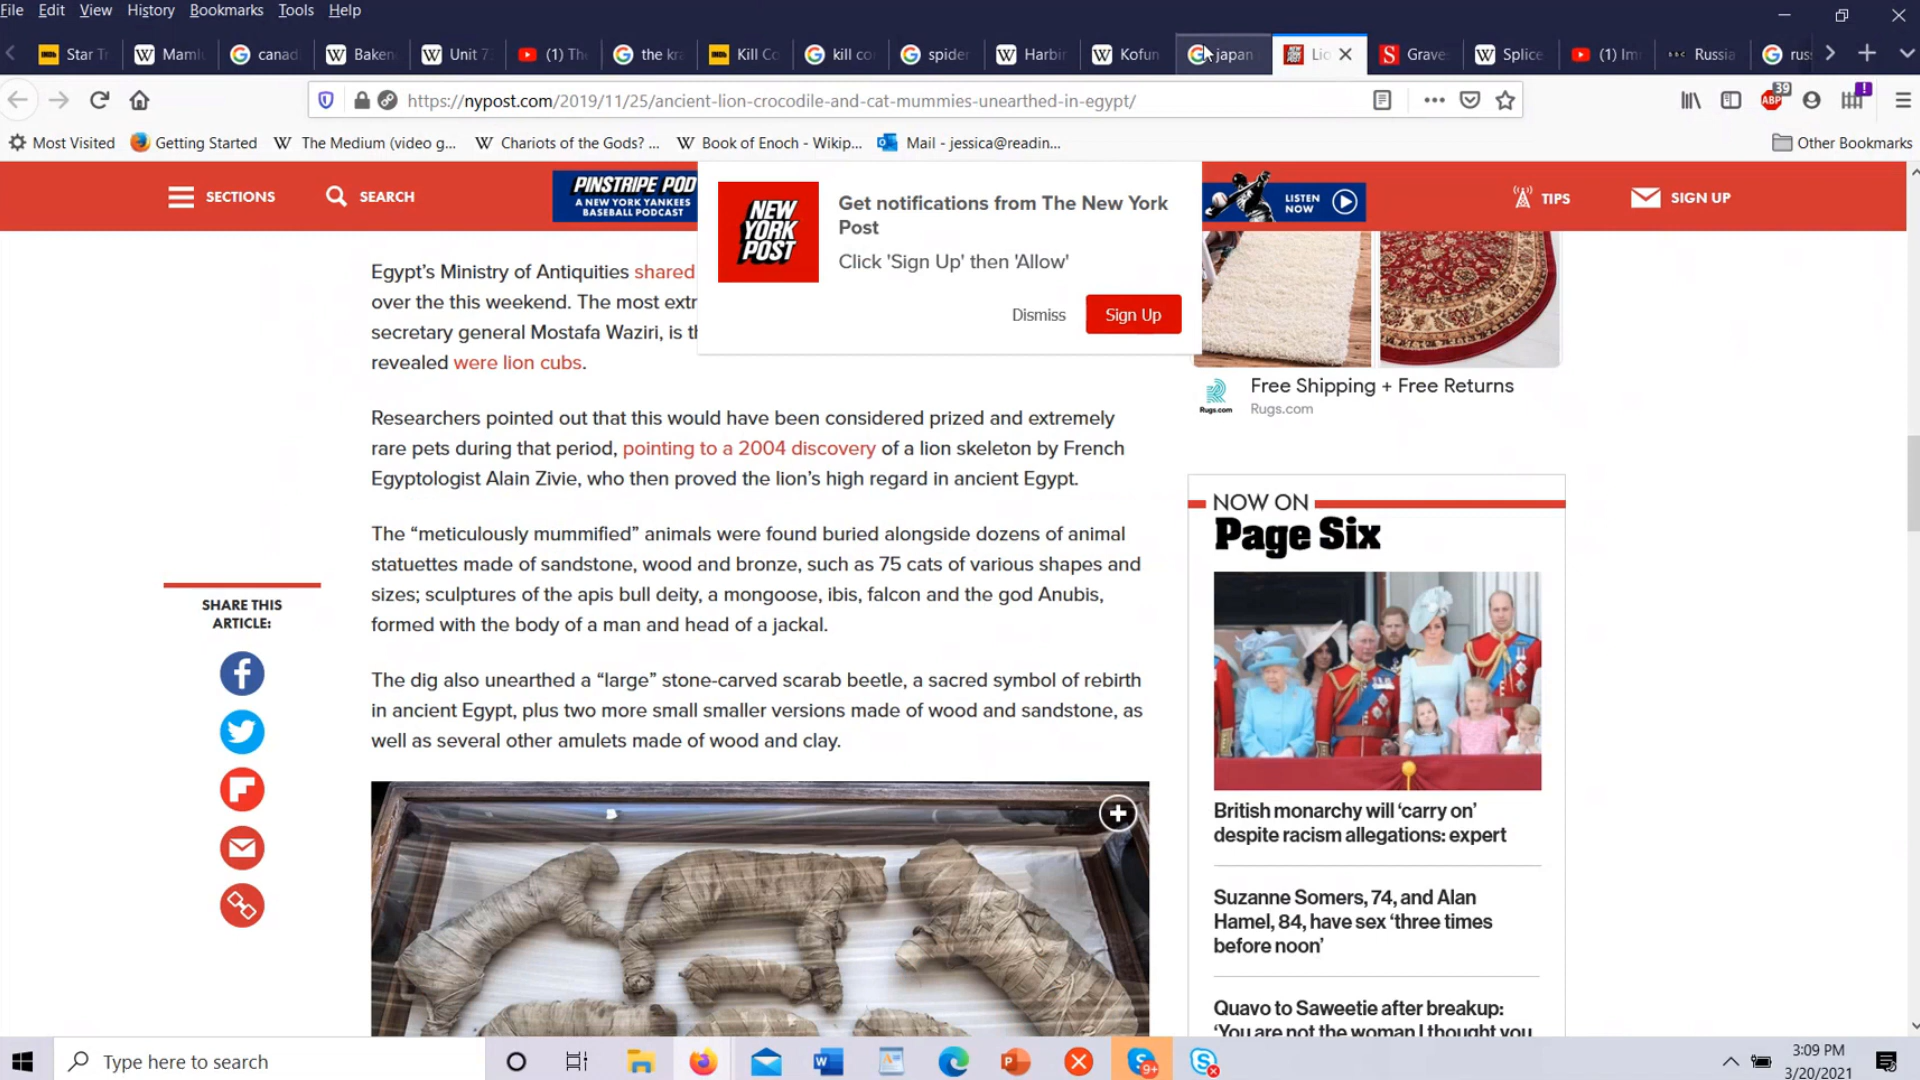 File Edit View History Bookmarks Tools Help
Star T
Maml
canad
Baken
Unit 7
(1) Th
the kr
Kill Co
kill co
spider
Harbi
Kofun
japan
Lio
Grave
Splice
(1) Im
Russia
rus
https://nypost.com/2019/11/25/ancient-lion-crocodile-and-cat-mummies-unearthed-in-egypt/
ABP
39
Most Visited
Getting Started
The Medium (video g...
Chariots of the Gods? ...
Book of Enoch - Wikip...
Mail - jessica@readin...
Other Bookmarks
SECTIONS
SEARCH
PINSTRIPE POD
A NEW YORK YANKEES
BASEBALL PODCAST
LISTEN
NOW
TIPS
SIGN UP
NEW
YORK
POST
Get notifications from The New York
Post
Click 'Sign Up' then 'Allow'
Dismiss
Sign Up
Egypt's Ministry of Antiquities shared
over the this weekend. The most extr
secretary general Mostafa Waziri, is th
revealed were lion cubs.
Researchers pointed out that this would have been considered prized and extremely
rare pets during that period, pointing to a 2004 discovery of a lion skeleton by French
Egyptologist Alain Zivie, who then proved the lion's high regard in ancient Egypt.
The “meticulously mummified” animals were found buried alongside dozens of animal
statuettes made of sandstone, wood and bronze, such as 75 cats of various shapes and
sizes; sculptures of the apis bull deity, a mongoose, ibis, falcon and the god Anubis,
formed with the body of a man and head of a jackal.
The dig also unearthed a “large” stone-carved scarab beetle, a sacred symbol of rebirth
in ancient Egypt, plus two more small smaller versions made of wood and sandstone, as
well as several other amulets made of wood and clay.
SHARE THIS
ARTICLE:
Rugs.com
Free Shipping + Free Returns
Rugs.com
NOW ON
Page Six
British monarchy will ‘carry on’
despite racism allegations: expert
Suzanne Somers, 74, and Alan
Hamel, 84, have sex ‘three times
before noon’
Quavo to Saweetie after breakup:
‘You are not the woman I thought you
Type here to search
9+
3:09 PM
3/20/2021